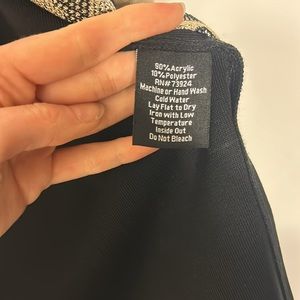 90% Acrylic
10% Polyester
RN# 73924
Machine or Hand Wash
Cold Water
Lay Flat to Dry
Iron with Low
Temperature
Inside Out
Do Not Bleach